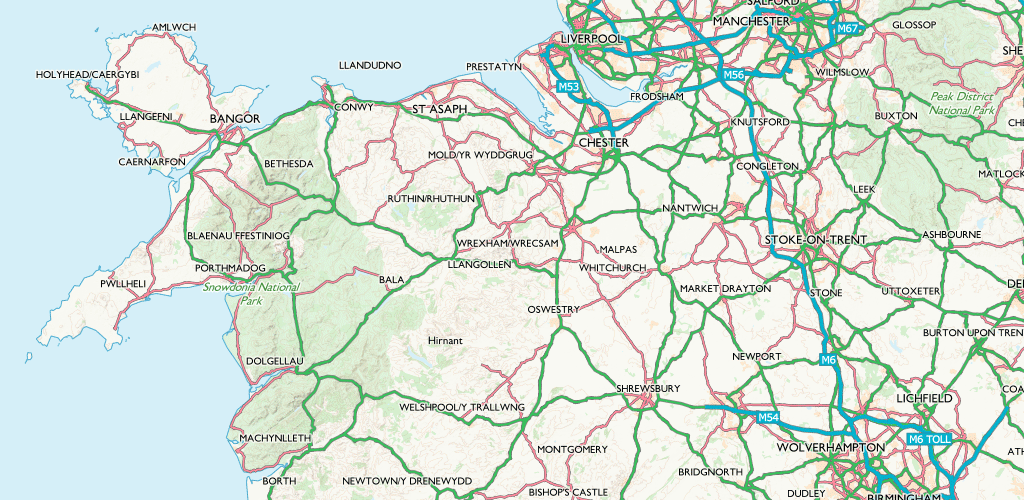 SALFORD
MANCHESTER
AMLWCH
GLOSSOP
M67
LIVERPOOL
LLANDUDNO
PRESTATYN
HOLYHEAD/CAERGYBI
M56
WILMSLOW
M53
FRODSHAM
Peak District
National Park
CONWY
ST ASAPH
LLANGEFNI
BANGOR
BUXTON
KNUTSFORD
CHESTER
MOLD/YR WYDDGRUG
CAERNARFON
BETHESDA
CONGLETON
MATLOCK
LEEK
RUTHIN/RHUTHUN
NANTWICH
BLAENAU FFESTINIOG
ASHBOURNE
STOKE-ON-TRENT
WREXHAM/WRECSAM
MALPAS
LLANGOLLEN
WHITCHURCH
PORTHMADOG
PWLLHELI
BALA
Snowdonia National
Park
MARKET DRAYTON
STONE
UTTOXETER
OSWESTRY
BURTON UPON TREN
Hirnant
NEWPORT
DOLGELLAU
M6
SHREWSBURY
LICHFIELD
WELSHPOOL/Y TRALLWNG
M54
MACHYNLLETH
M6 TOLL
WOLVERHAMPTON
MONTGOMERY
BORTH
NEWTOWN/Y DRENEWYDD
BRIDGNORTH
BISHOP'S CASTLE
DUDLEY
BIRMINGHAM